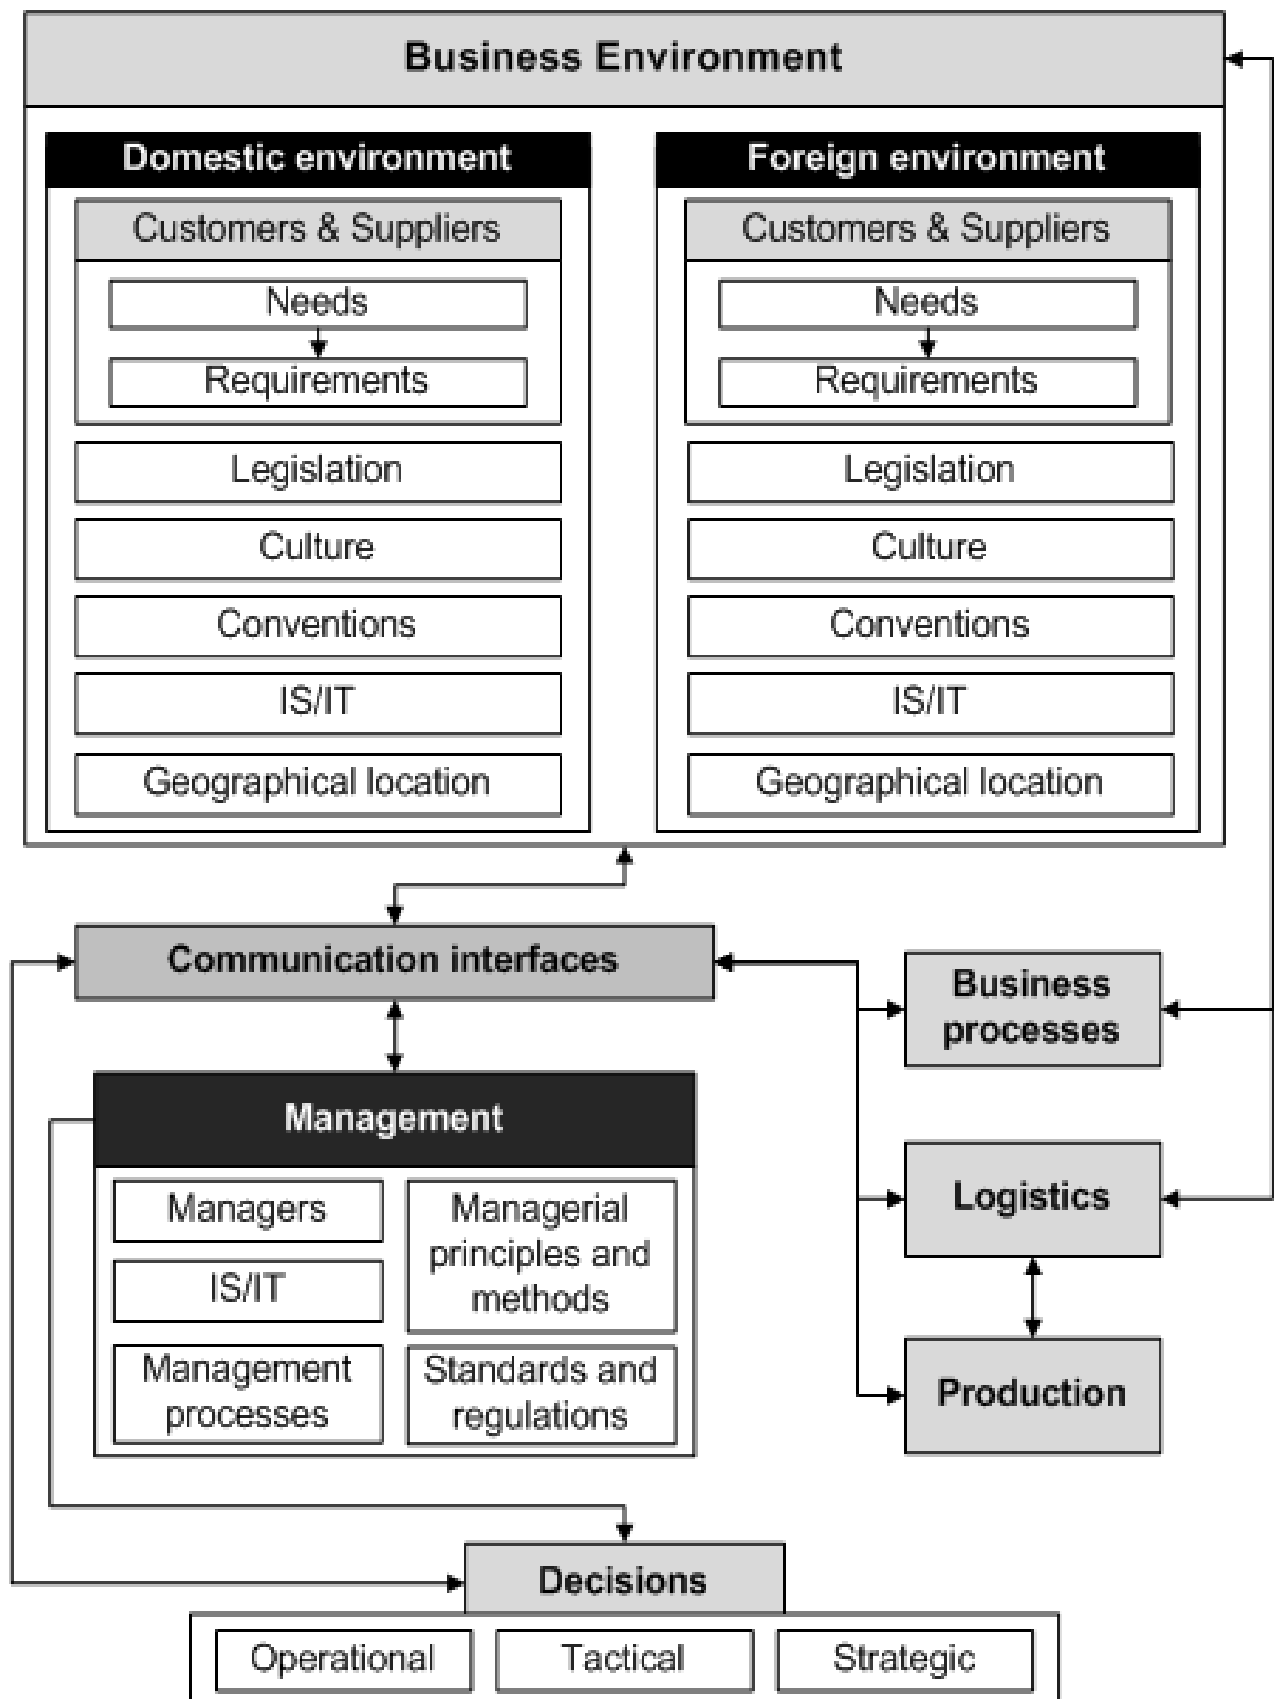 Business Environment
Domestic environment
Customers & Suppliers
Needs
Requirements
Legislation
Culture
Conventions
IS/IT
Geographical location
Foreign environment
Customers & Suppliers
Needs
Requirements
Legislation
Culture
Conventions
IS/IT
Geographical location
Communication interfaces
Business
processes
Logistics
Production
Management
Managers
IS/IT
Management
processes
Managerial
principles and
methods
Standards and
regulations
Decisions
Operational
Tactical
Strategic